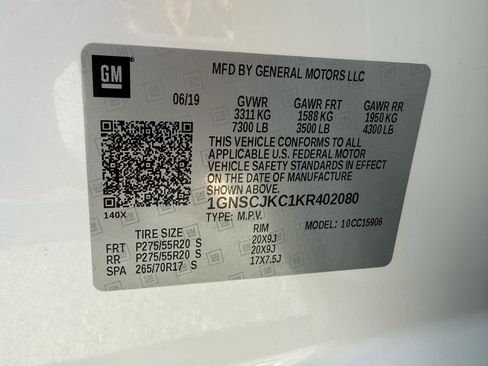 GM
MFD BY GENERAL MOTORS LLC
06/19 GVWR GAWR FRT GAWR RR
3311 KG 1588 KG 1950 KG
7300 LB 3500 LB 4300 LB
THIS VEHICLE CONFORMS TO ALL
APPLICABLE U.S. FEDERAL MOTOR
VEHICLE SAFETY STANDARDS IN EFFECT
ON THE DATE OF MANUFACTURE
SHOWN ABOVE.
1GNSCJKC1KR402080
140X TYPE: M.P.V. MODEL: 10CC15906
TIRE SIZE RIM
FRT P275/55R20 S 20X9J
RR P275/55R20 S 20X9J
SPA 265/70R17 S 17X7.5J